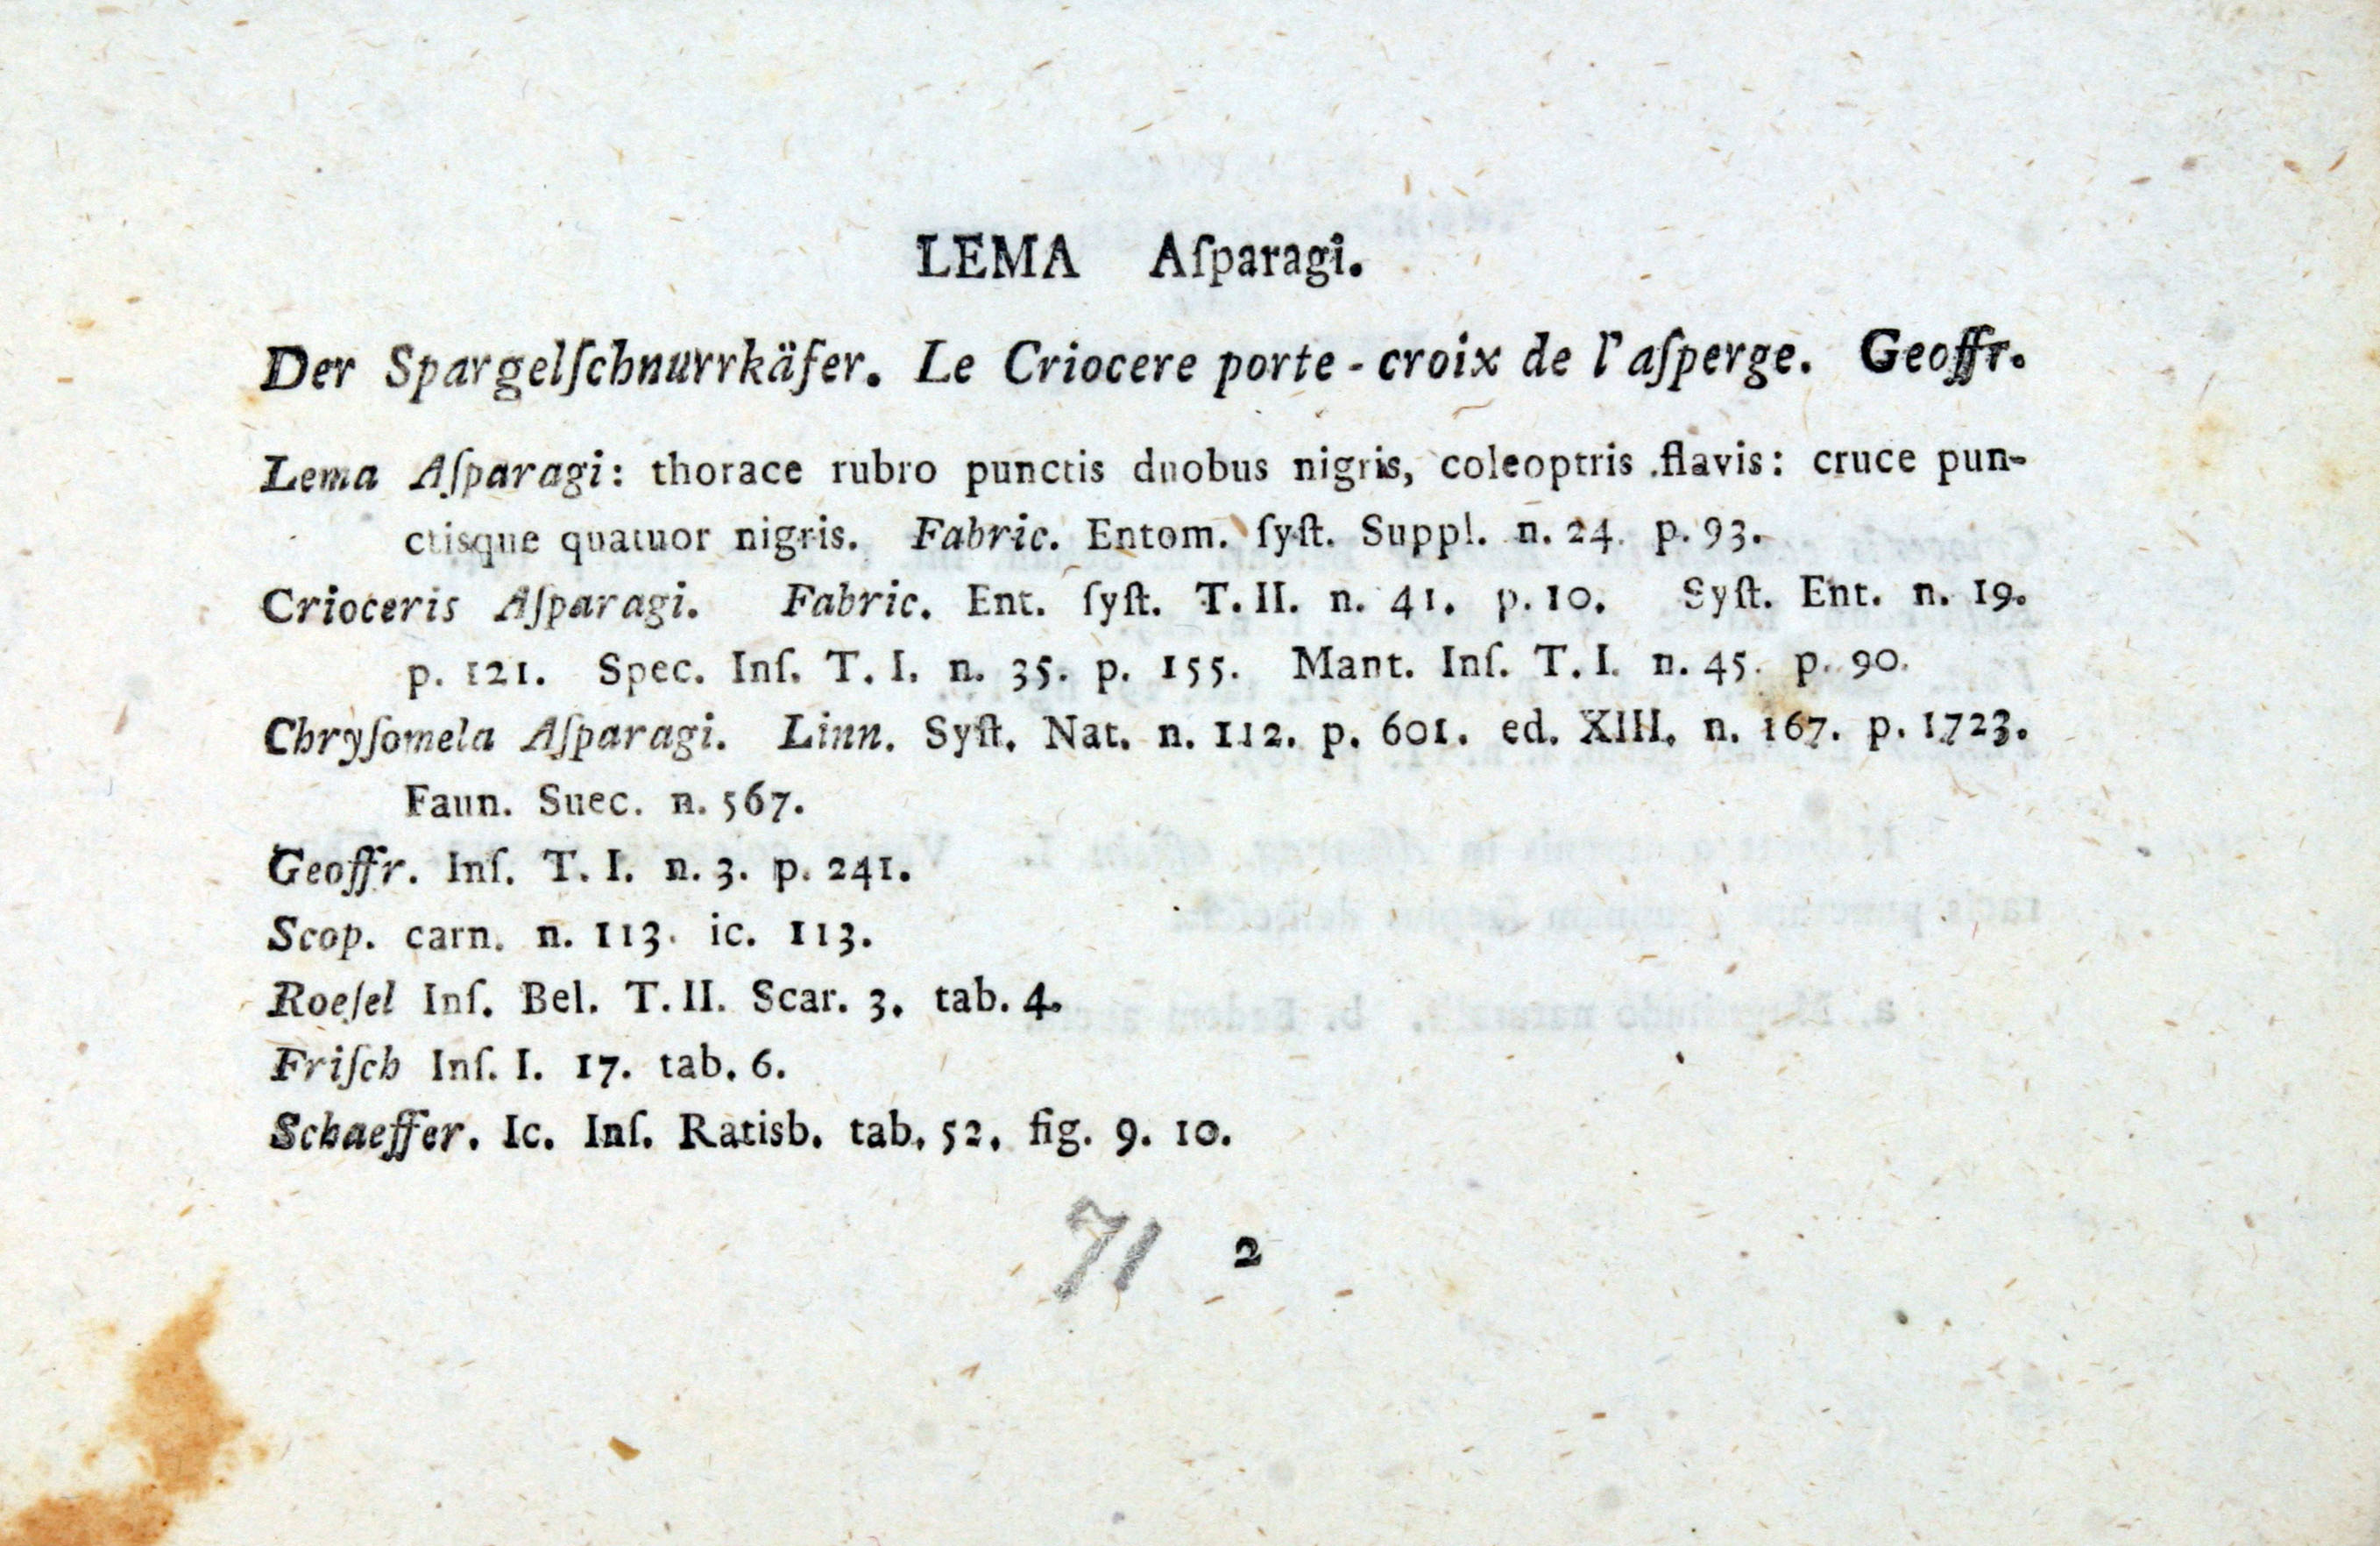 LEMA Aſparagi.
Der Spargelſchnurrkäfer. Le Criocere porte-croix de l'aſperge. Geoffr.
Lema Aſparagi: thorace rubro punctis duobus nigris, coleoptris flavis: cruce pun-
ctisque quatuor nigris. Fabric. Entom. ſyſt. Suppl. n. 24. p. 93.
Crioceris Aſparagi. Fabric. Ent. ſyſt. T. II. n. 41. p. 10. Syſt. Ent. n. 19.
p. 121. Spec. Inſ. T. I. n. 35. p. 155. Mant. Inſ. T. I. n. 45. p. 90.
Chryſomela Aſparagi. Linn. Syſt. Nat. n. 112. p. 601. ed. XIII. n. 167. p. 1723.
Faun. Suec. n. 567.
Geoffr. Inſ. T. I. n. 3. p. 241.
Scop. carn. n. 113. ic. 113.
Roeſel Inſ. Bel. T. II. Scar. 3. tab. 4.
Friſch Inſ. I. 17. tab. 6.
Schaeffer. Ic. Inſ. Ratisb. tab. 52. fig. 9. 10.
71 2